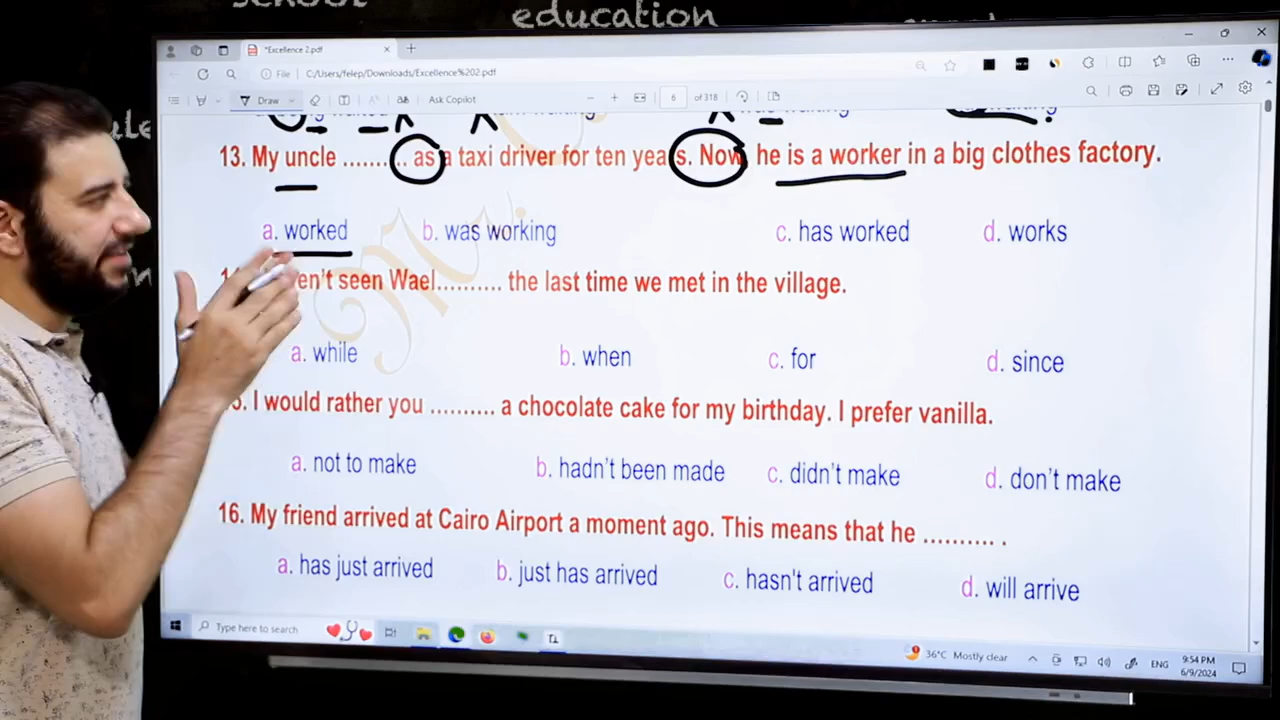 education
*Excellence 2.pdf
File C:/Users/felep/Downloads/Excellence%202.pdf
Draw Ask Copilot 6 of 318
13. My uncle .......... as a taxi driver for ten years. Now he is a worker in a big clothes factory.
a. worked b. was working c. has worked d. works
en't seen Wael.......... the last time we met in the village.
a. while b. when c. for d. since
5. I would rather you .......... a chocolate cake for my birthday. I prefer vanilla.
a. not to make b. hadn't been made c. didn't make d. don't make
16. My friend arrived at Cairo Airport a moment ago. This means that he .......... .
a. has just arrived b. just has arrived c. hasn't arrived d. will arrive
Type here to search 36°C Mostly clear ENG 9:54 PM
6/9/2024